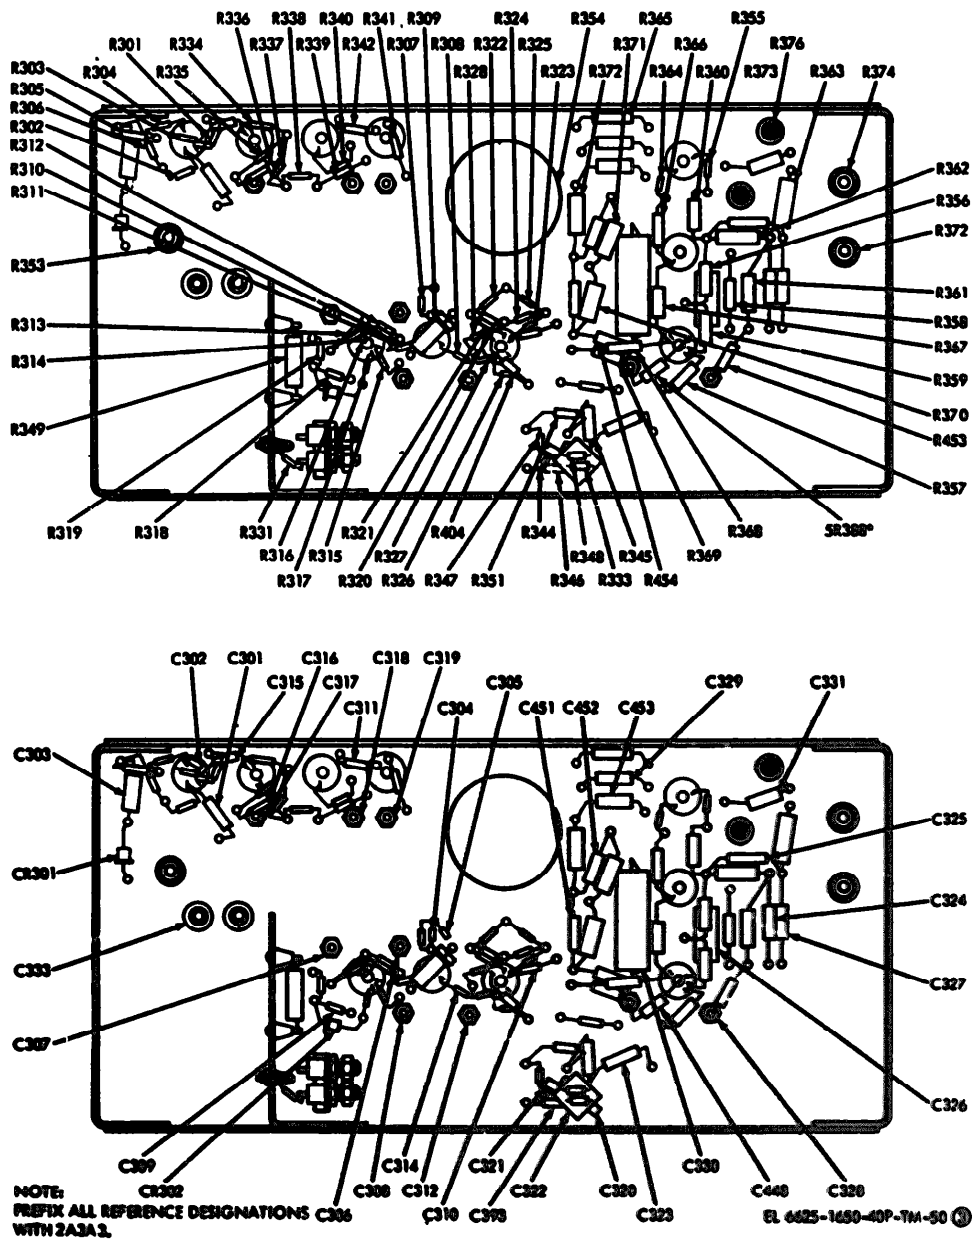 R336 R338 R340 R341 R309 R324 R354 R365 R355
R301 R334 R337 R339 R342 R307 R308 R322 R325 R371 R366 R376
R303 R304 R335 R328 R323 R372 R364 R360 R373 R363 R374
R305
R306
R302
R312
R310
R311
R353
R313
R314
R349
R362
R356
R372
R361
R358
R367
R359
R370
R453
R357
R319 R318 R331 R321 R404 R344 R345 R368 5R388*
R316 R315 R327 R348 R369
R317 R320 R326 R347 R351 R346 R333 R454
C302 C301 C316 C318 C319
C315 C317 C305 C329 C331
C311 C304 C451 C452 C453
C303
CR301
C333
C307
C325
C324
C327
C326
C309 C314 C321 C330
CR302 C308 C312 C322 C320 C448 C328
C306 C310 C323
NOTE:
PREFIX ALL REFERENCE DESIGNATIONS
WITH 2A3A3.
EL 6625-1650-40P-TM-50 3